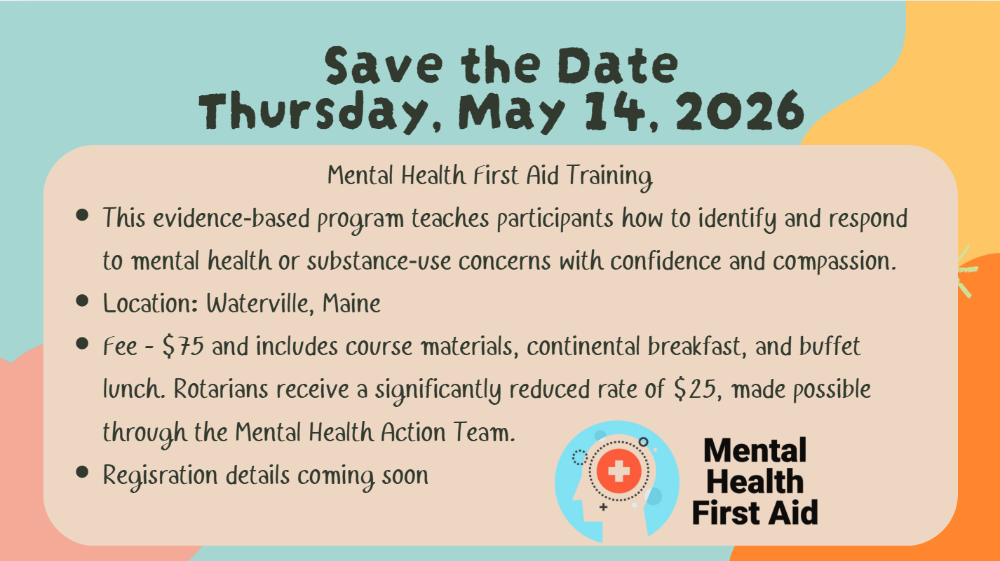 Save the Date
Thursday, May 14, 2026
Mental Health First Aid Training
• This evidence-based program teaches participants how to identify and respond
to mental health or substance-use concerns with confidence and compassion.
• Location: Waterville, Maine
• Fee - $75 and includes course materials, continental breakfast, and buffet
lunch. Rotarians receive a significantly reduced rate of $25, made possible
through the Mental Health Action Team.
• Regisration details coming soon
Mental
Health
First Aid